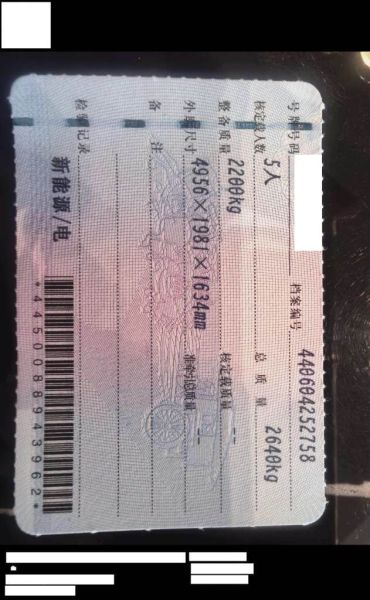 号牌号码 档案编号 440604252758
核定载人数 5人 总质量 2640kg
整备质量 2200kg 核定载质量 --
外廓尺寸 4956×1981×1634mm 准牵引总质量 --
备注
检验记录
新能源/电
*4450088943962*